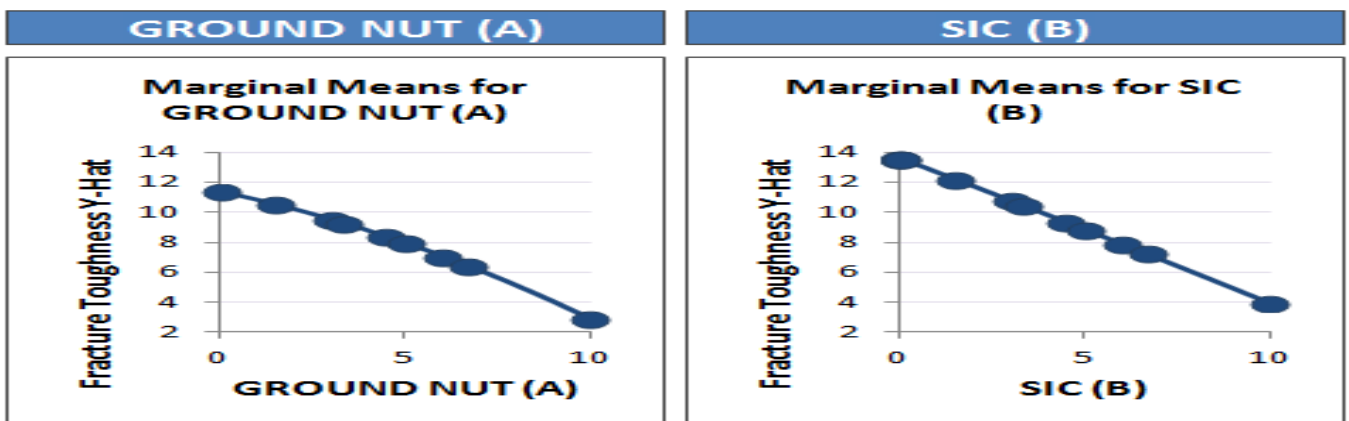 GROUND NUT (A)
Marginal Means for
GROUND NUT (A)
Fracture Toughness Y-Hat
14
12
10
8
6
4
2
0 5 10
GROUND NUT (A)
SIC (B)
Marginal Means for SIC
(B)
Fracture Toughness Y-Hat
14
12
10
8
6
4
2
0 5 10
SIC (B)